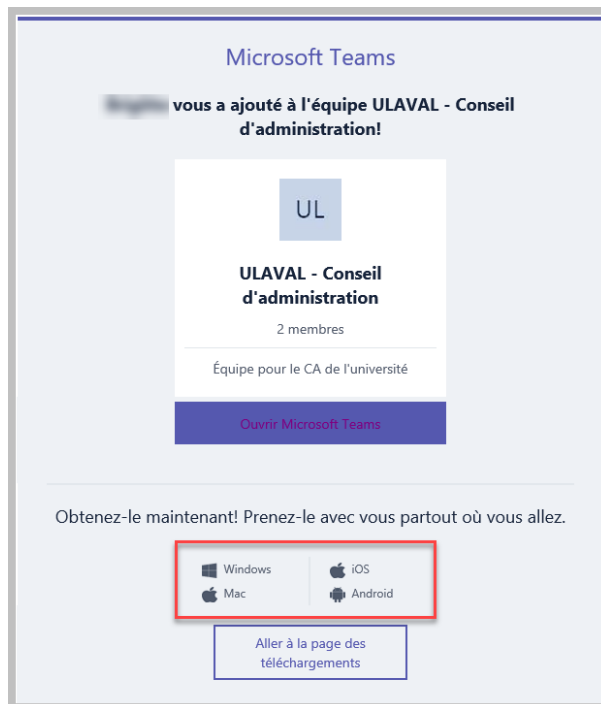 Microsoft Teams
vous a ajouté à l'équipe ULAVAL - Conseil
d'administration!
UL
ULAVAL - Conseil
d'administration
2 membres
Équipe pour le CA de l'université
Ouvrir Microsoft Teams
Obtenez-le maintenant! Prenez-le avec vous partout où vous allez.
Windows
iOS
Mac
Android
Aller à la page des
téléchargements